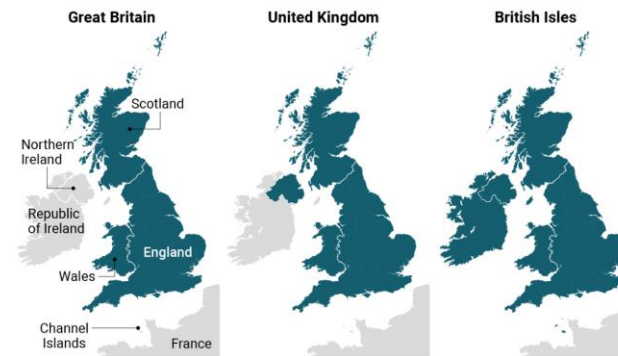 Great Britain
United Kingdom
British Isles
Scotland
Northern
Ireland
Republic
of Ireland
England
Wales
Channel
Islands
France